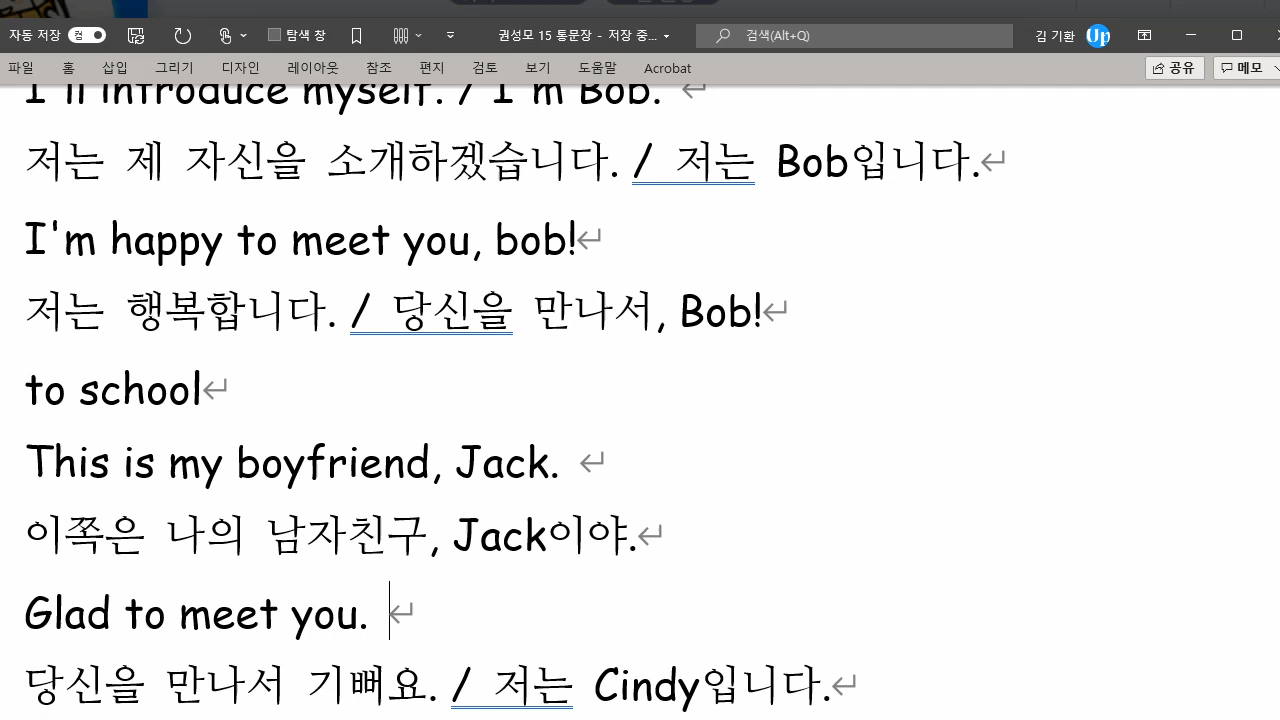 자동 저장 켬 탐색 창 권성모 15 통문장 - 저장 중... 검색(Alt+Q) 김 기환 Up
파일 홈 삽입 그리기 디자인 레이아웃 참조 편지 검토 보기 도움말 Acrobat 공유 메모
I'll introduce myself. / I'm Bob.
저는 제 자신을 소개하겠습니다. / 저는 Bob입니다.
I'm happy to meet you, bob!
저는 행복합니다. / 당신을 만나서, Bob!
to school
This is my boyfriend, Jack.
이쪽은 나의 남자친구, Jack이야.
Glad to meet you.
당신을 만나서 기뻐요. / 저는 Cindy입니다.